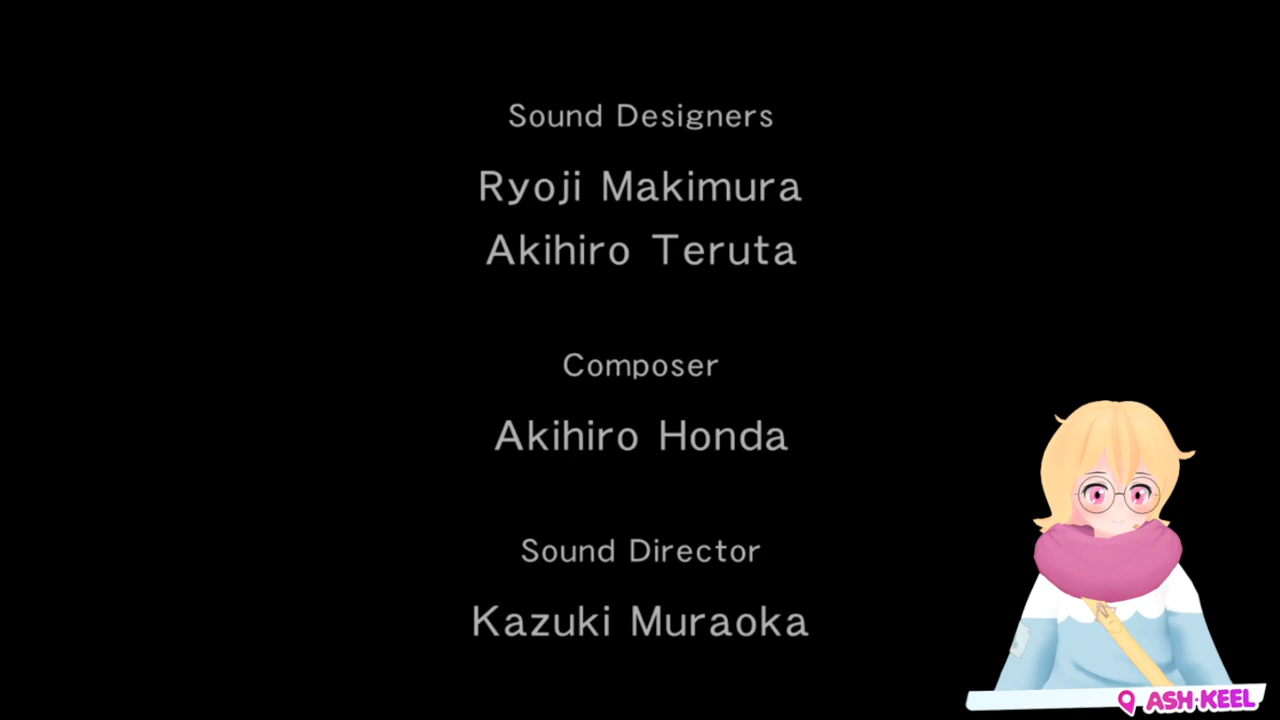 Sound Designers
Ryoji Makimura
Akihiro Teruta
Composer
Akihiro Honda
Sound Director
Kazuki Muraoka
ASH·KEEL